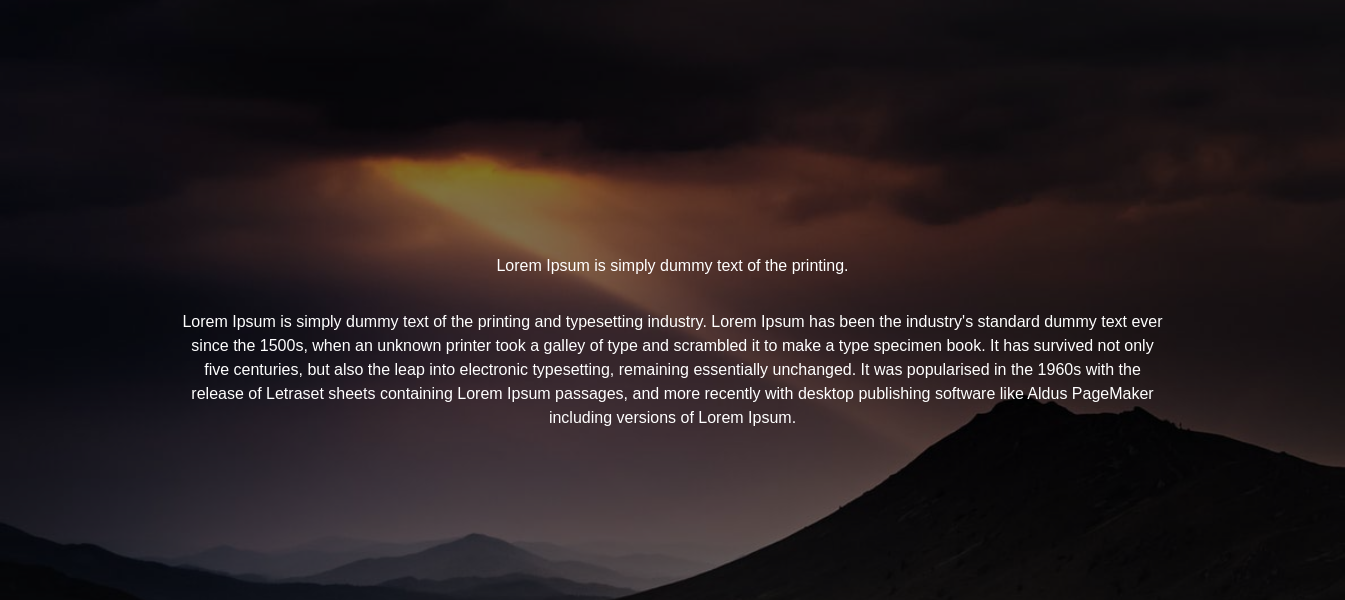 Lorem Ipsum is simply dummy text of the printing.
Lorem Ipsum is simply dummy text of the printing and typesetting industry. Lorem Ipsum has been the industry's standard dummy text ever
since the 1500s, when an unknown printer took a galley of type and scrambled it to make a type specimen book. It has survived not only
five centuries, but also the leap into electronic typesetting, remaining essentially unchanged. It was popularised in the 1960s with the
release of Letraset sheets containing Lorem Ipsum passages, and more recently with desktop publishing software like Aldus PageMaker
including versions of Lorem Ipsum.